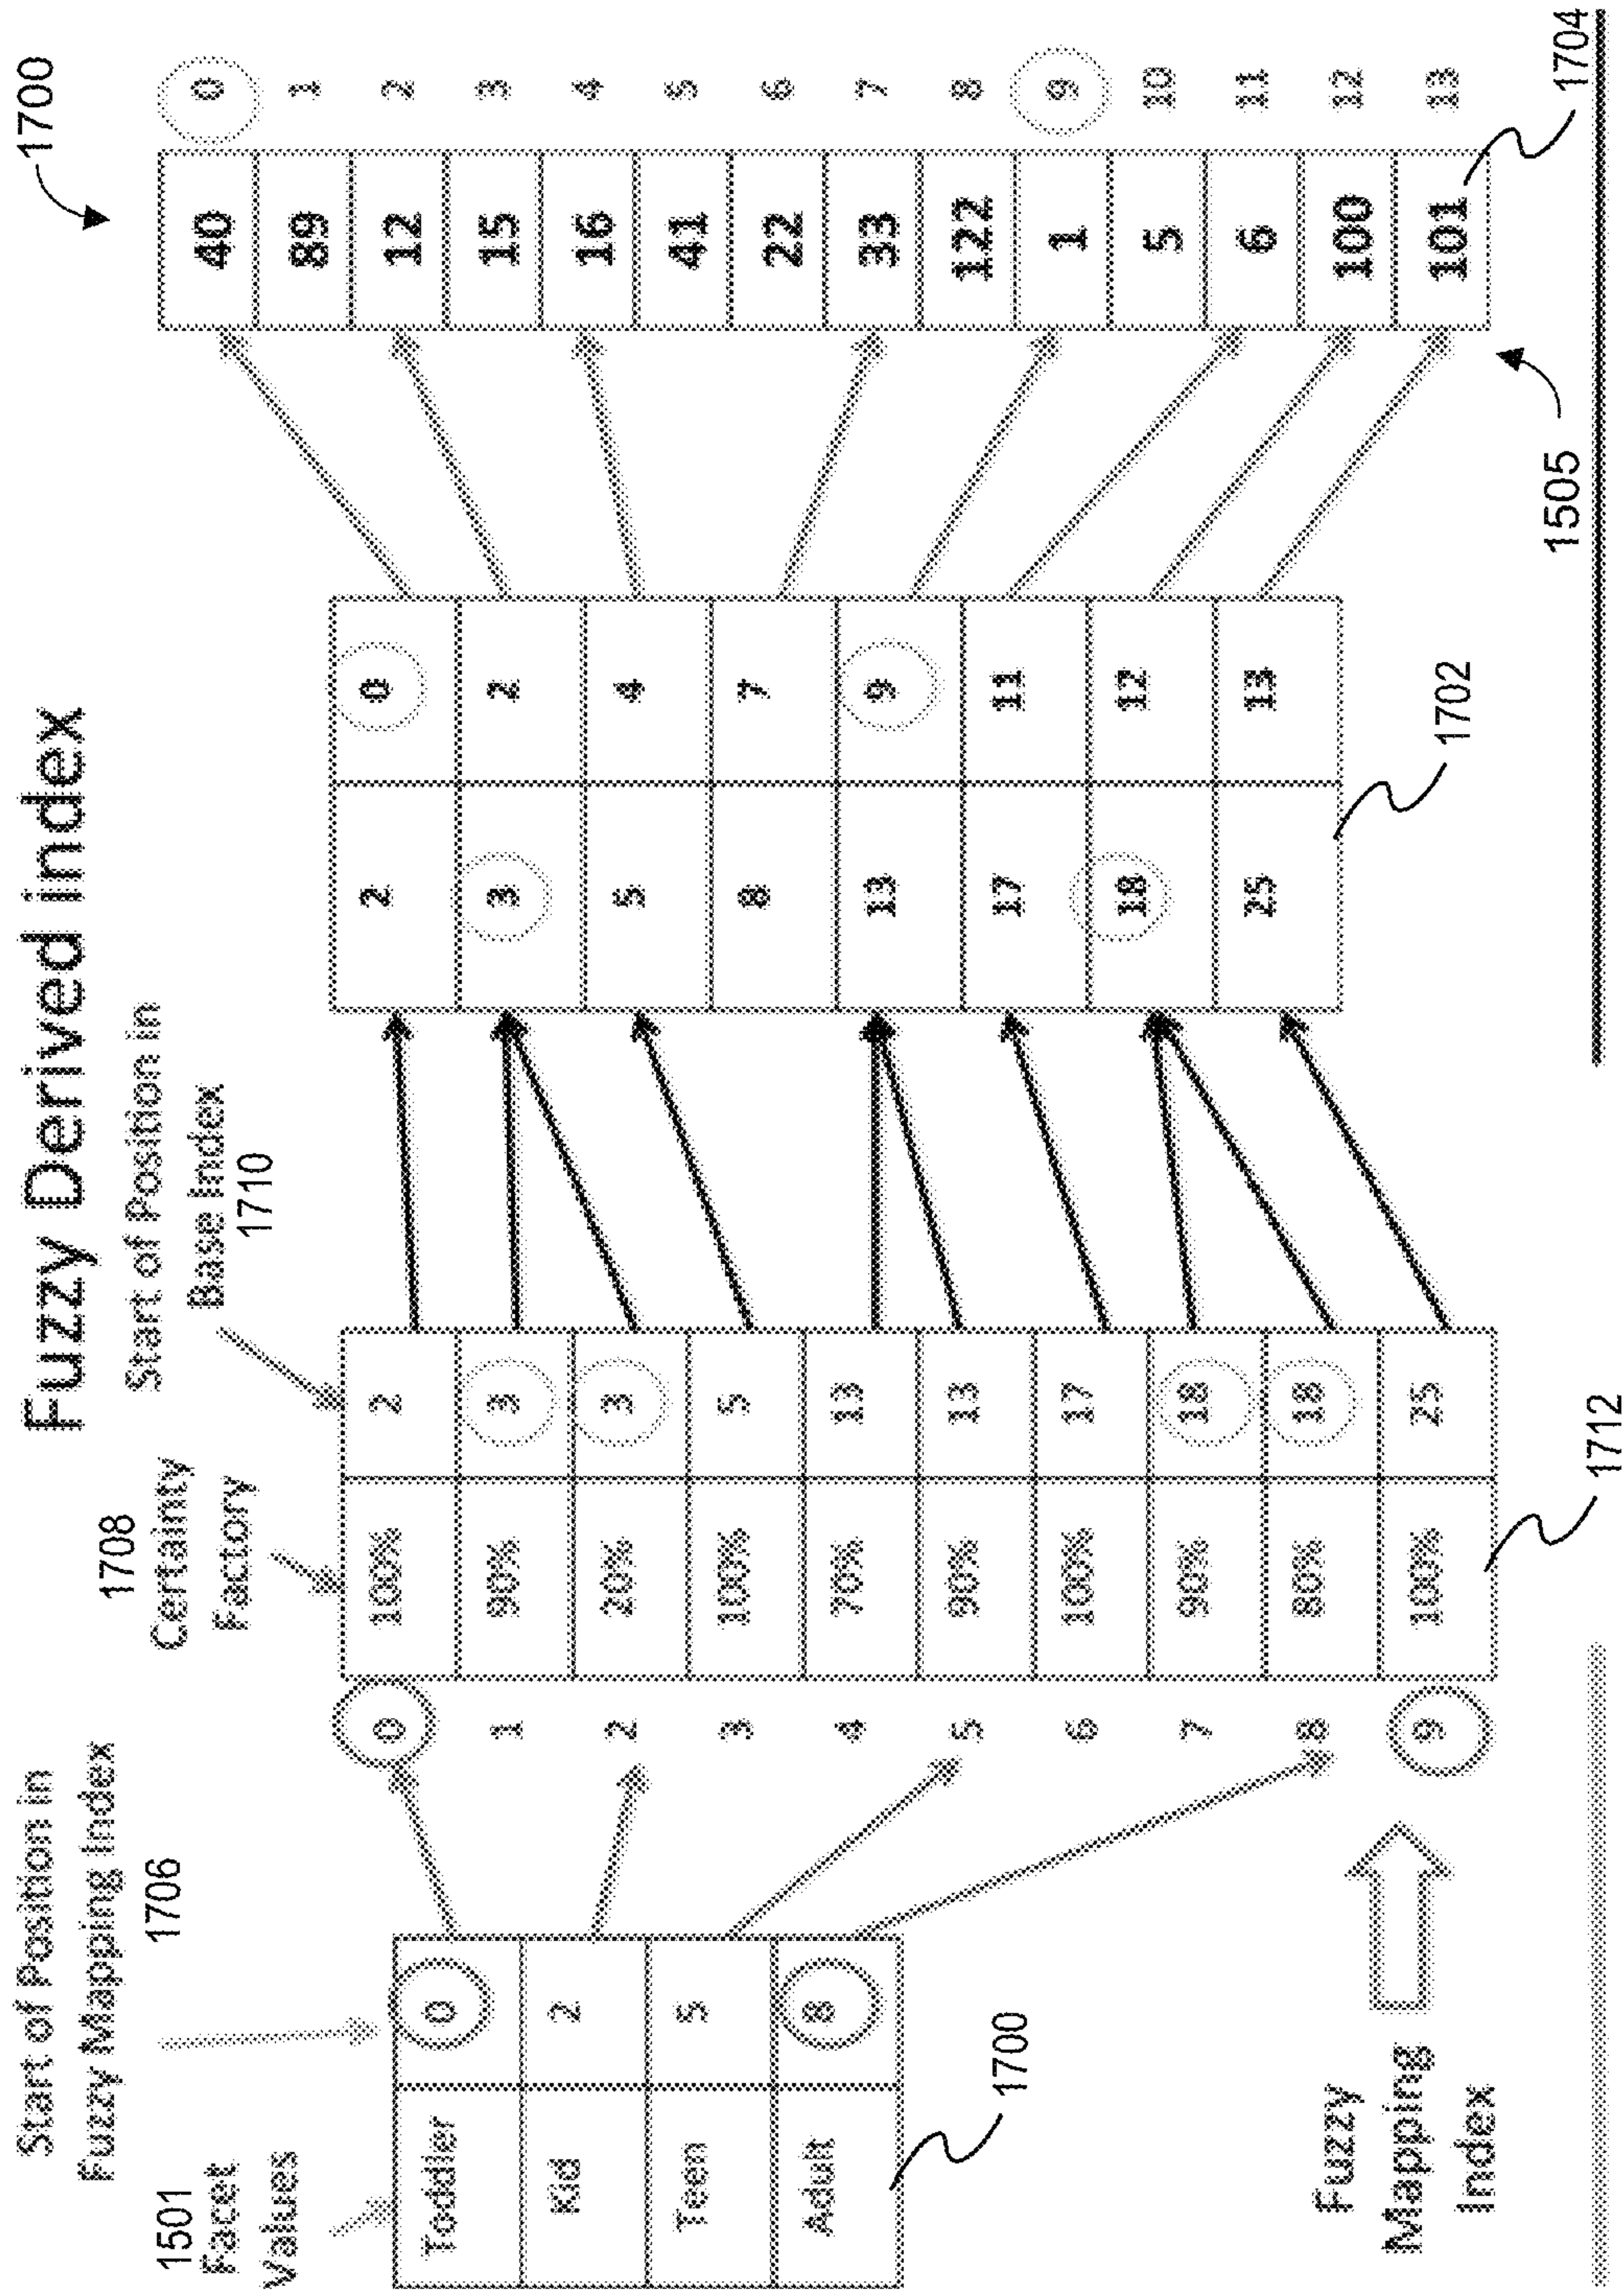 1700
Fuzzy Derived index
Start of Position in
Fuzzy Mapping Index
1706
1708
Certainty
Factory
Start of Position in
Base Index
1710
1501
Facet
Values
Toddler 0
Kid 2
Teen 5
Adult 8
1700
0 100% 2
1 90% 3
2 20% 3
3 100% 5
4 70% 13
5 90% 13
6 100% 17
7 90% 18
8 80% 18
9 100% 25
1712
2 0
3 2
5 4
8 7
13 9
17 11
18 12
25 13
1702
40 0
89 1
12 2
15 3
16 4
41 5
22 6
33 7
122 8
1 9
5 10
6 11
100 12
101 13
1704
1505
Fuzzy
Mapping
Index